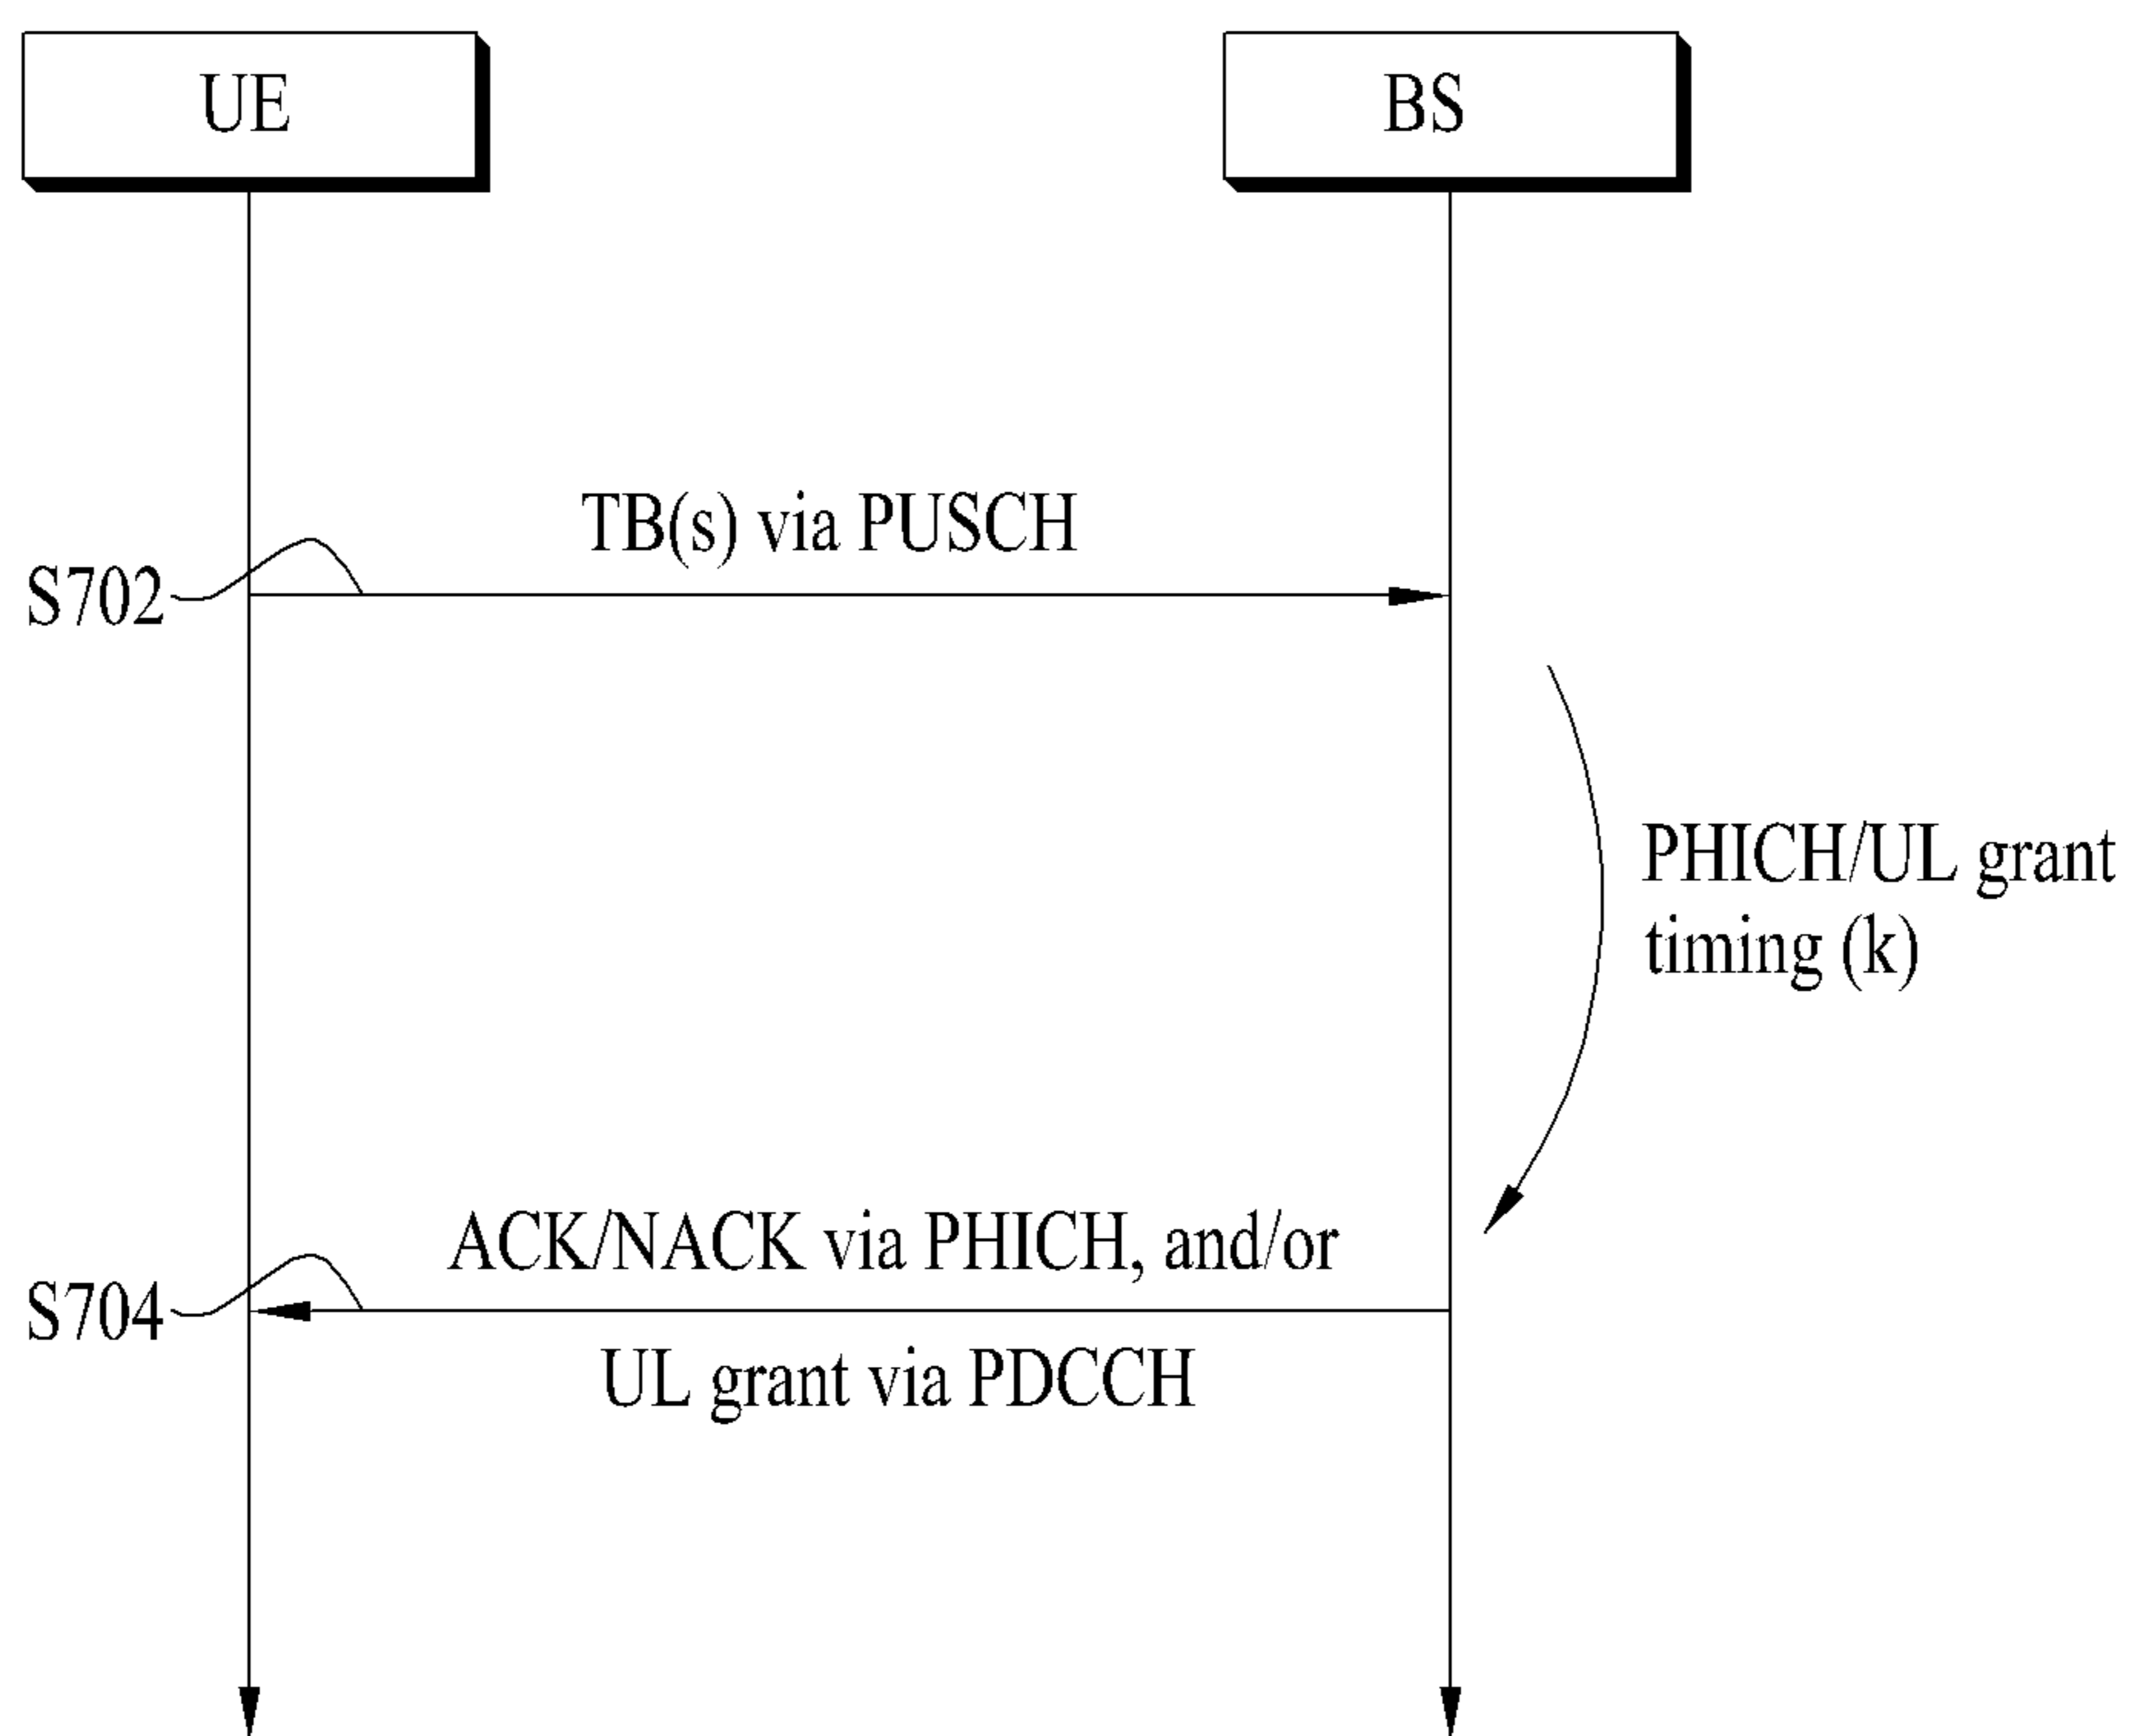 UE
BS
TB(s) via PUSCH
S702
PHICH/UL grant
timing (k)
ACK/NACK via PHICH, and/or
S704
UL grant via PDCCH